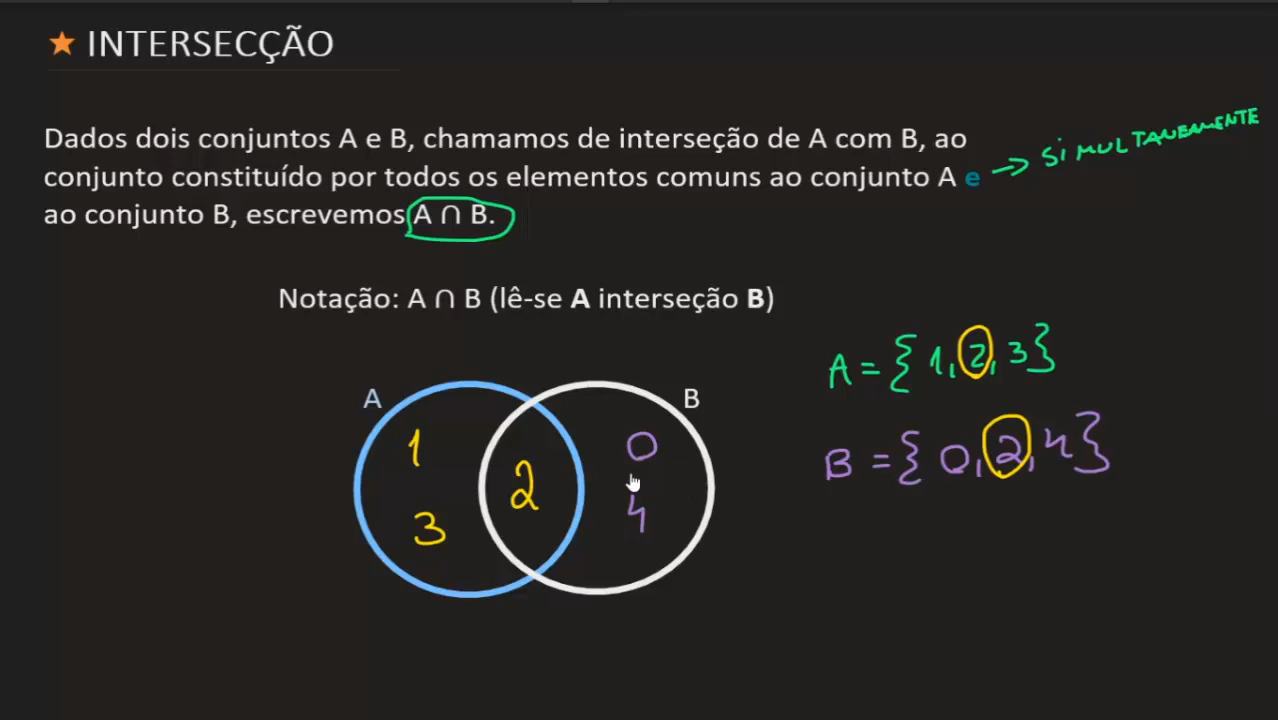 INTERSECÇÃO
Dados dois conjuntos A e B, chamamos de interseção de A com B, ao
conjunto constituído por todos os elementos comuns ao conjunto A e → SIMULTANEAMENTE
ao conjunto B, escrevemos A ∩ B.
Notação: A ∩ B (lê-se A interseção B)
A = {1, 2, 3}
B = {0, 2, 4}
A
B
1
3
2
0
4